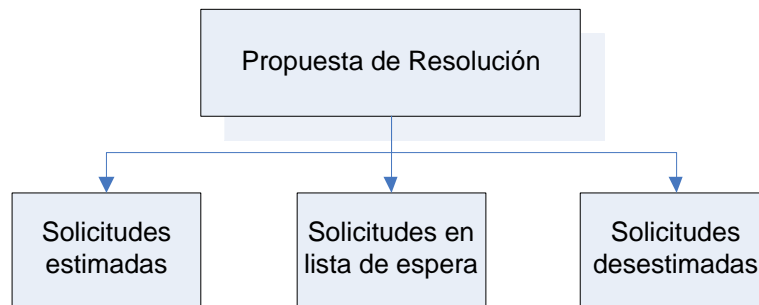 Propuesta de Resolución
Solicitudes
estimadas
Solicitudes en
lista de espera
Solicitudes
desestimadas